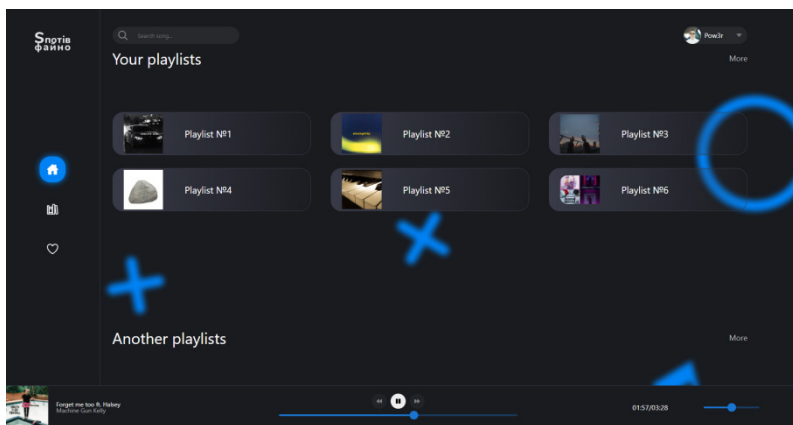 Sпотів
файно
Search song...
Pow3r
Your playlists
More
Playlist №1
Playlist №2
Playlist №3
Playlist №4
Playlist №5
Playlist №6
Another playlists
More
Forget me too ft. Halsey
Machine Gun Kelly
01:57/03:28